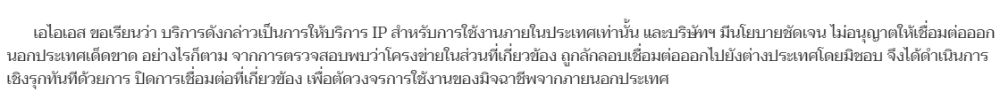 เอไอเอส ขอเรียนว่า บริการดังกล่าวเป็นการให้บริการ IP สำหรับการใช้งานภายในประเทศเท่านั้น และบริษัทฯ มีนโยบายชัดเจน ไม่อนุญาตให้เชื่อมต่อออก
นอกประเทศเด็ดขาด อย่างไรก็ตาม จากการตรวจสอบพบว่าโครงข่ายในส่วนที่เกี่ยวข้อง ถูกลักลอบเชื่อมต่อออกไปยังต่างประเทศโดยมิชอบ จึงได้ดำเนินการ
เชิงรุกทันทีด้วยการ ปิดการเชื่อมต่อที่เกี่ยวข้อง เพื่อตัดวงจรการใช้งานของมิจฉาชีพจากภายนอกประเทศ